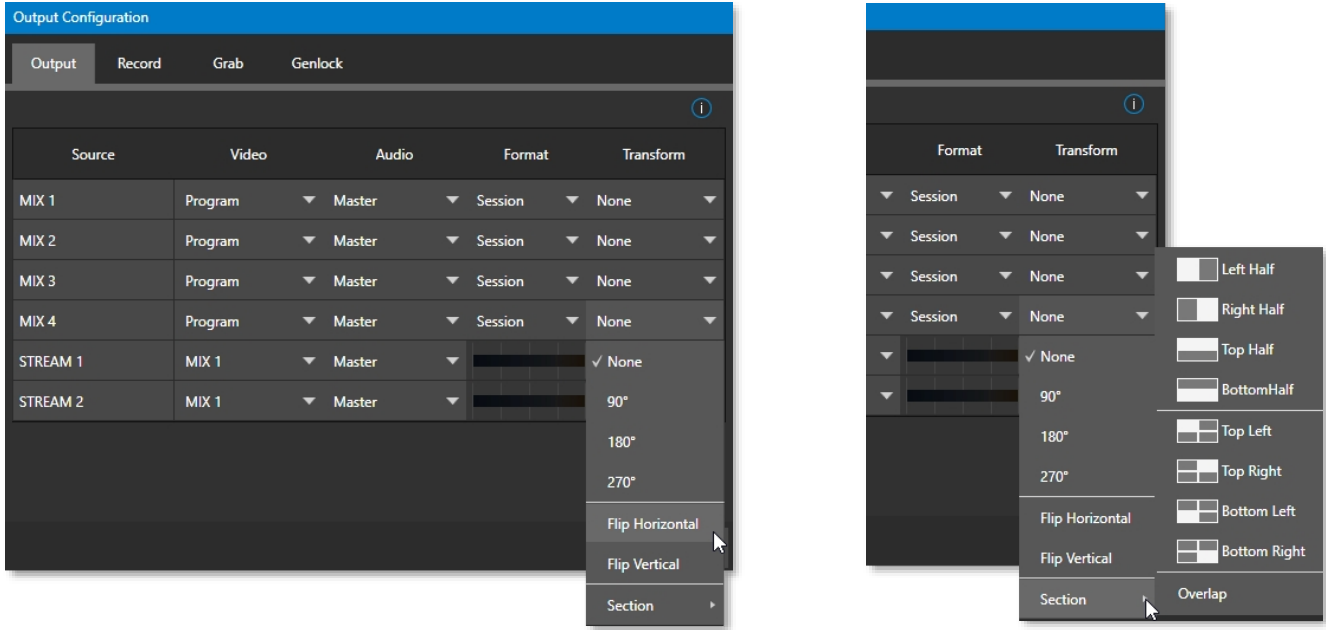 Output Configuration
Output Record Grab Genlock
i
Source Video Audio Format Transform
MIX 1 Program Master Session None
MIX 2 Program Master Session None
MIX 3 Program Master Session None
MIX 4 Program Master Session None
STREAM 1 MIX 1 Master
STREAM 2 MIX 1 Master
✓ None
90°
180°
270°
Flip Horizontal
Flip Vertical
Section
i
Format Transform
Session None
Session None
Session None
Session None
✓ None
90°
180°
270°
Flip Horizontal
Flip Vertical
Section
Left Half
Right Half
Top Half
BottomHalf
Top Left
Top Right
Bottom Left
Bottom Right
Overlap